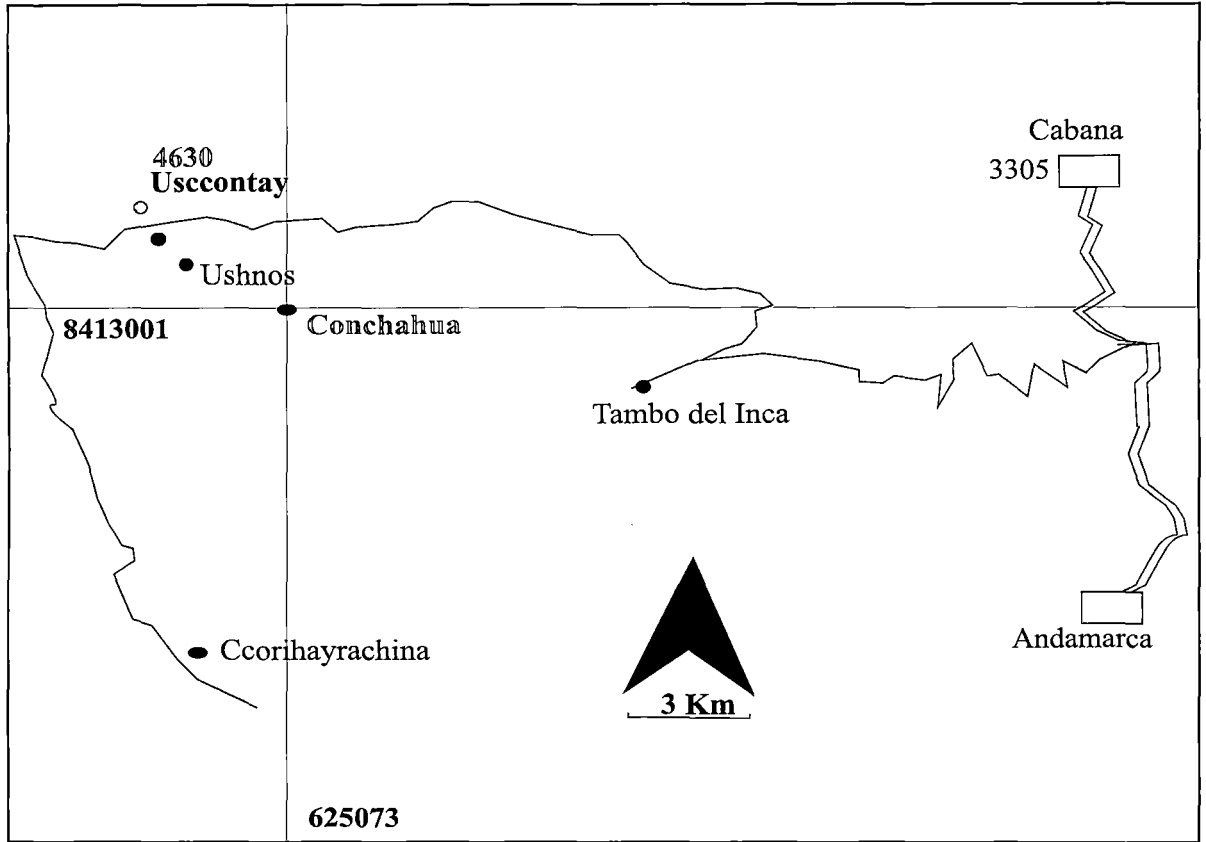 Cabana
4630
3305
Usccontay
Ushnos
8413001
Conchahua
Tambo del Inca
Andamarca
Ccorihayrachina
3 Km
625073